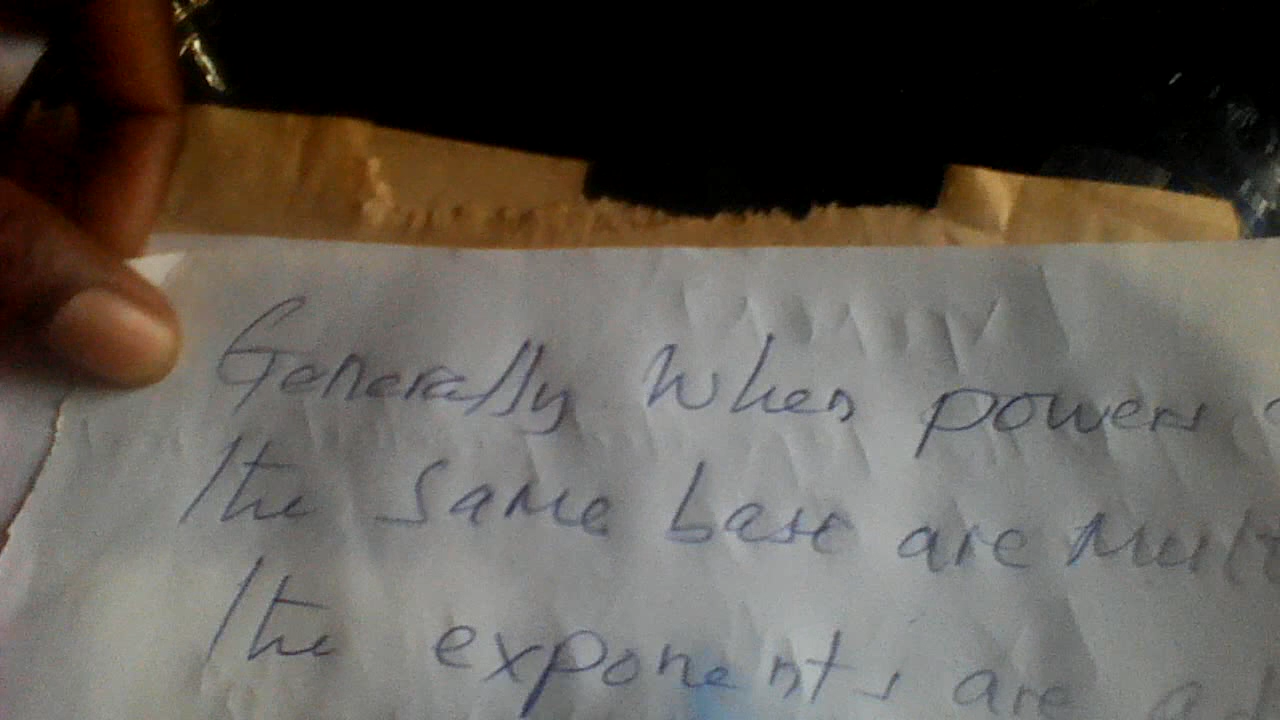 Generally when powers
the same base are
the exponents are